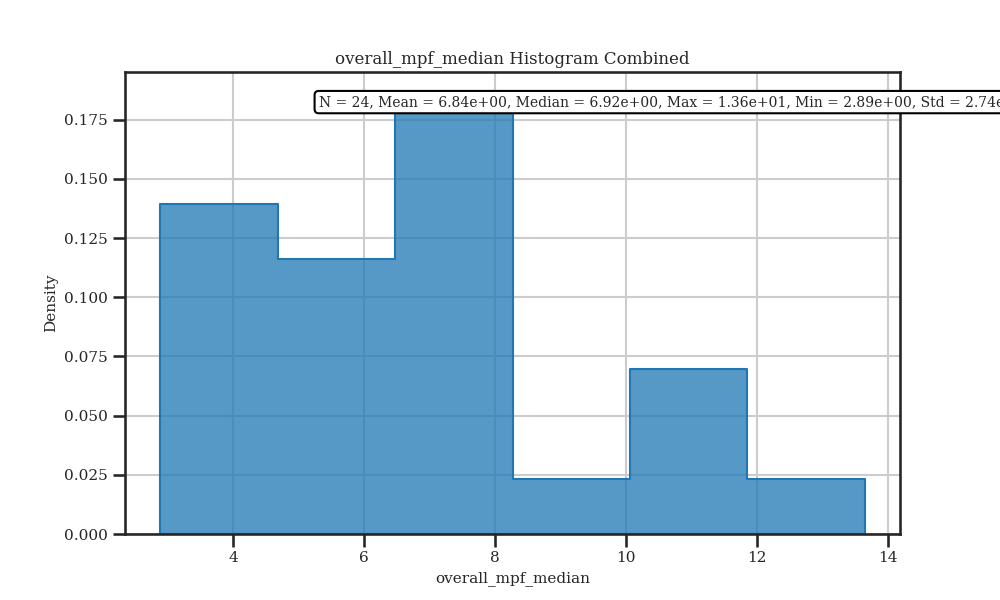 overall_mpf_median Histogram Combined
N = 24, Mean = 6.84e+00, Median = 6.92e+00, Max = 1.36e+01, Min = 2.89e+00, Std = 2.74e
0.175
0.150
0.125
0.100
0.075
0.050
0.025
0.000
Density
4 6 8 10 12 14
overall_mpf_median